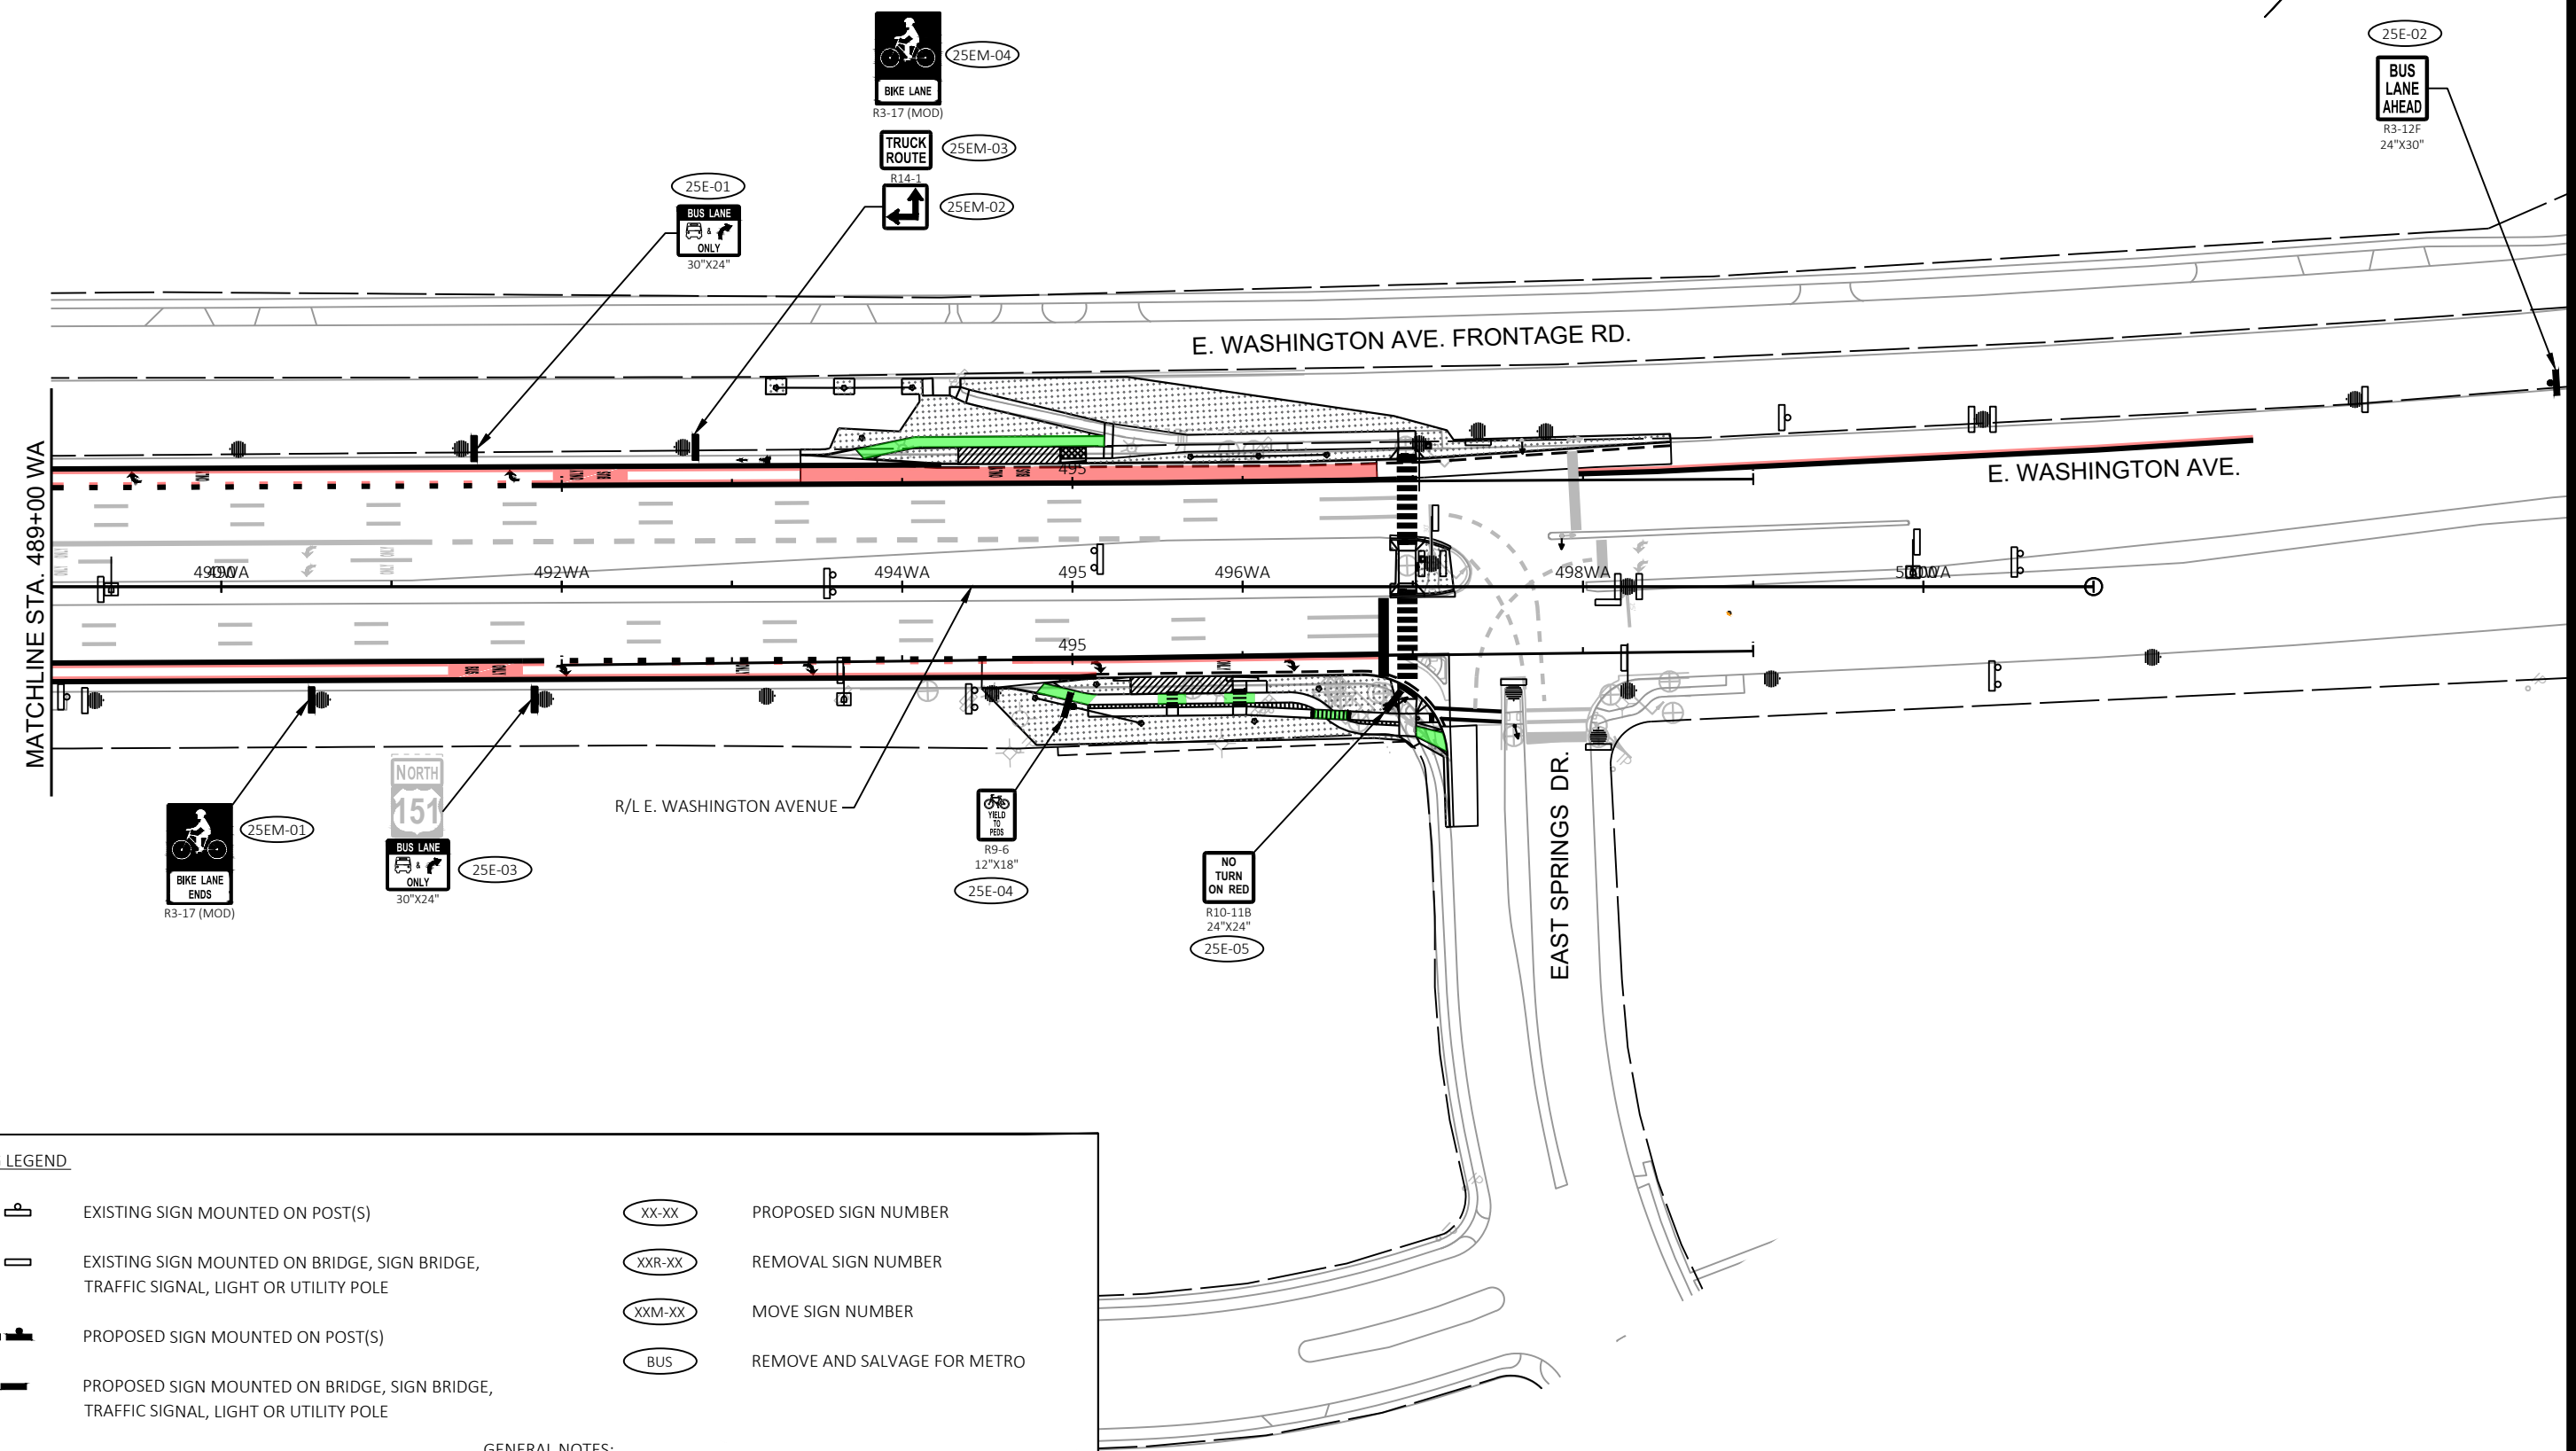 25EM-04
BIKE LANE
R3-17 (MOD)
TRUCK
ROUTE
25EM-03
R14-1
25EM-02
25E-01
BUS LANE
&
ONLY
30"X24"
25E-02
BUS
LANE
AHEAD
R3-12F
24"X30"
E. WASHINGTON AVE. FRONTAGE RD.
E. WASHINGTON AVE.
MATCHLINE STA. 489+00 WA
495
492WA
494WA
495
496WA
498WA
495
NORTH
151
BUS LANE
&
ONLY
30"X24"
25E-03
BIKE LANE
ENDS
R3-17 (MOD)
25EM-01
R/L E. WASHINGTON AVENUE
YIELD
TO
PEDS
R9-6
12"X18"
25E-04
NO
TURN
ON RED
R10-11B
24"X24"
25E-05
EAST SPRINGS DR.
LEGEND
EXISTING SIGN MOUNTED ON POST(S)
EXISTING SIGN MOUNTED ON BRIDGE, SIGN BRIDGE,
TRAFFIC SIGNAL, LIGHT OR UTILITY POLE
PROPOSED SIGN MOUNTED ON POST(S)
PROPOSED SIGN MOUNTED ON BRIDGE, SIGN BRIDGE,
TRAFFIC SIGNAL, LIGHT OR UTILITY POLE
XX-XX PROPOSED SIGN NUMBER
XXR-XX REMOVAL SIGN NUMBER
XXM-XX MOVE SIGN NUMBER
BUS REMOVE AND SALVAGE FOR METRO
GENERAL NOTES: